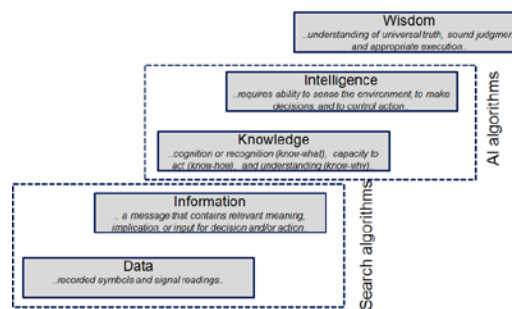 Wisdom
..understanding of universal truth, sound judgment
and appropriate execution..
Intelligence
..requires ability to sense the environment, to make
decisions, and to control action..
Knowledge
..cognition or recognition (know-what), capacity to
act (know-how), and understanding (know-why)..
AI algorithms
Information
.. a message that contains relevant meaning,
implication, or input for decision and/or action..
Data
..recorded symbols and signal readings..
Search algorithms